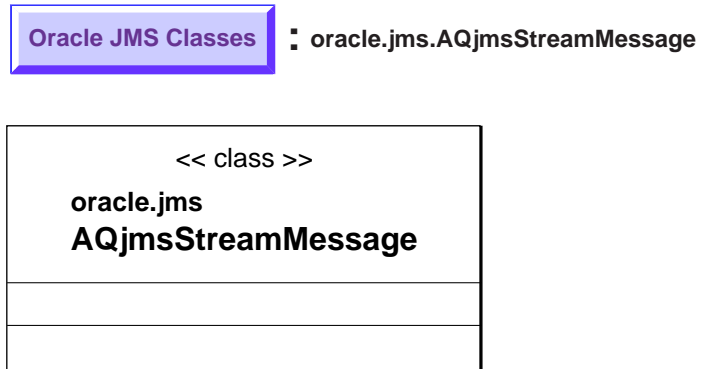 Oracle JMS Classes : oracle.jms.AQjmsStreamMessage
<< class >>
oracle.jms
AQjmsStreamMessage